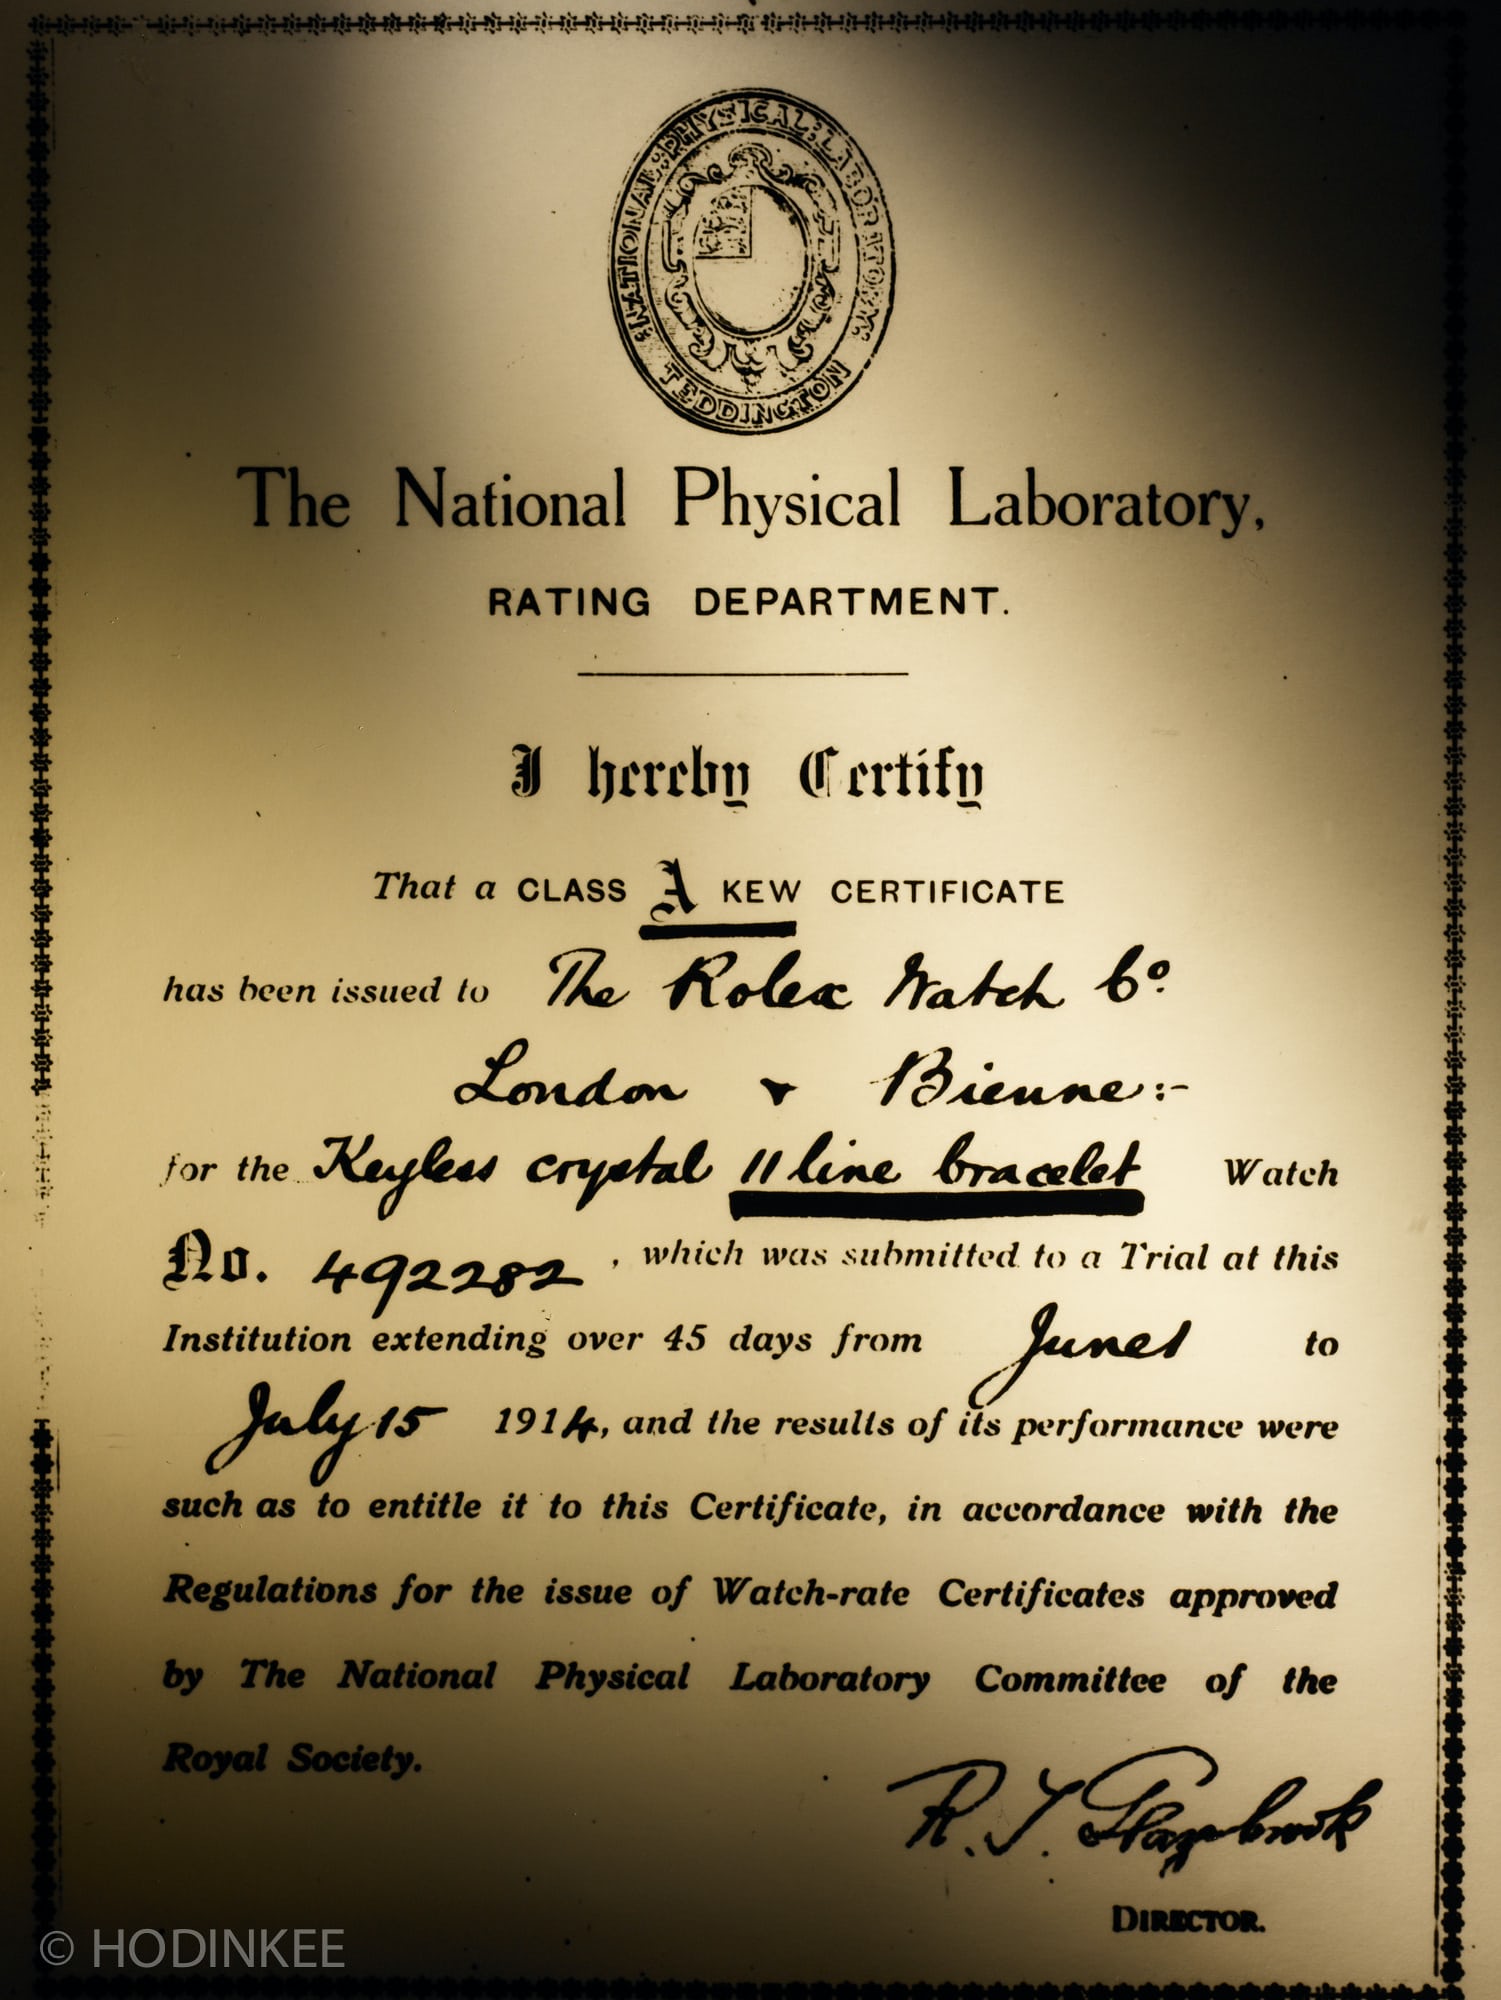 NATIONAL PHYSICAL LABORATORY
TEDDINGTON
The National Physical Laboratory,
RATING DEPARTMENT.
I hereby Certify
That a CLASS A KEW CERTIFICATE
has been issued to The Rolex Watch Co.
London & Bienne:-
for the Keyless crystal 11 line bracelet Watch
No. 492282, which was submitted to a Trial at this
Institution extending over 45 days from June 1 to
July 15 1914, and the results of its performance were
such as to entitle it to this Certificate, in accordance with the
Regulations for the issue of Watch-rate Certificates approved
by The National Physical Laboratory Committee of the
Royal Society.
R. T. Glazebrook
DIRECTOR.
© HODINKEE